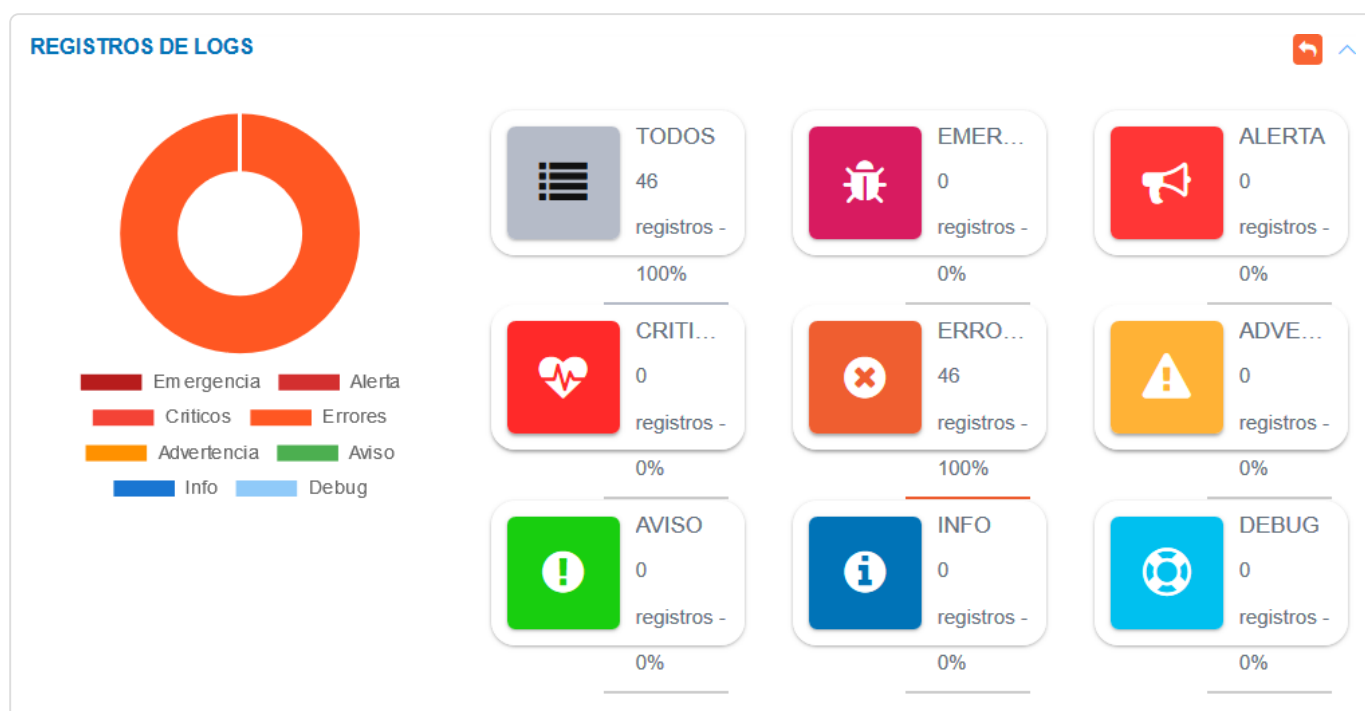 REGISTROS DE LOGS
Emergencia
Alerta
Criticos
Errores
Advertencia
Aviso
Info
Debug
TODOS
46
registros -
100%
EMER...
0
registros -
0%
ALERTA
0
registros -
0%
CRITI...
0
registros -
0%
ERRO...
46
registros -
100%
ADVE...
0
registros -
0%
AVISO
0
registros -
0%
INFO
0
registros -
0%
DEBUG
0
registros -
0%